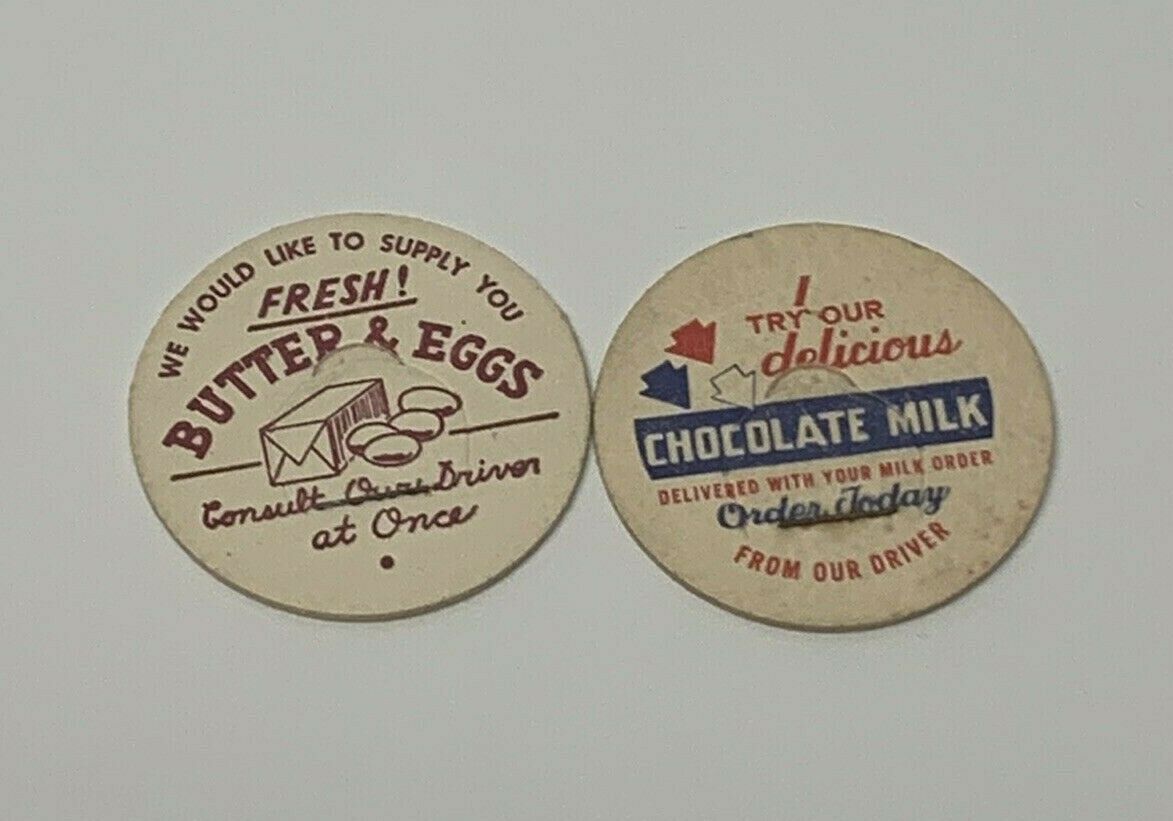 WE WOULD LIKE TO SUPPLY YOU
FRESH!
BUTTER & EGGS
Consult Our Driver
at Once
I
TRY OUR
delicious
CHOCOLATE MILK
DELIVERED WITH YOUR MILK ORDER
Order Today
FROM OUR DRIVER